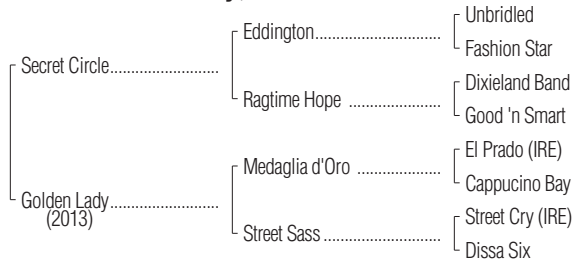 Unbridled
Eddington
Fashion Star
Secret Circle
Dixieland Band
Ragtime Hope
Good 'n Smart
El Prado (IRE)
Medaglia d'Oro
Cappucino Bay
Golden Lady
(2013)
Street Cry (IRE)
Street Sass
Dissa Six